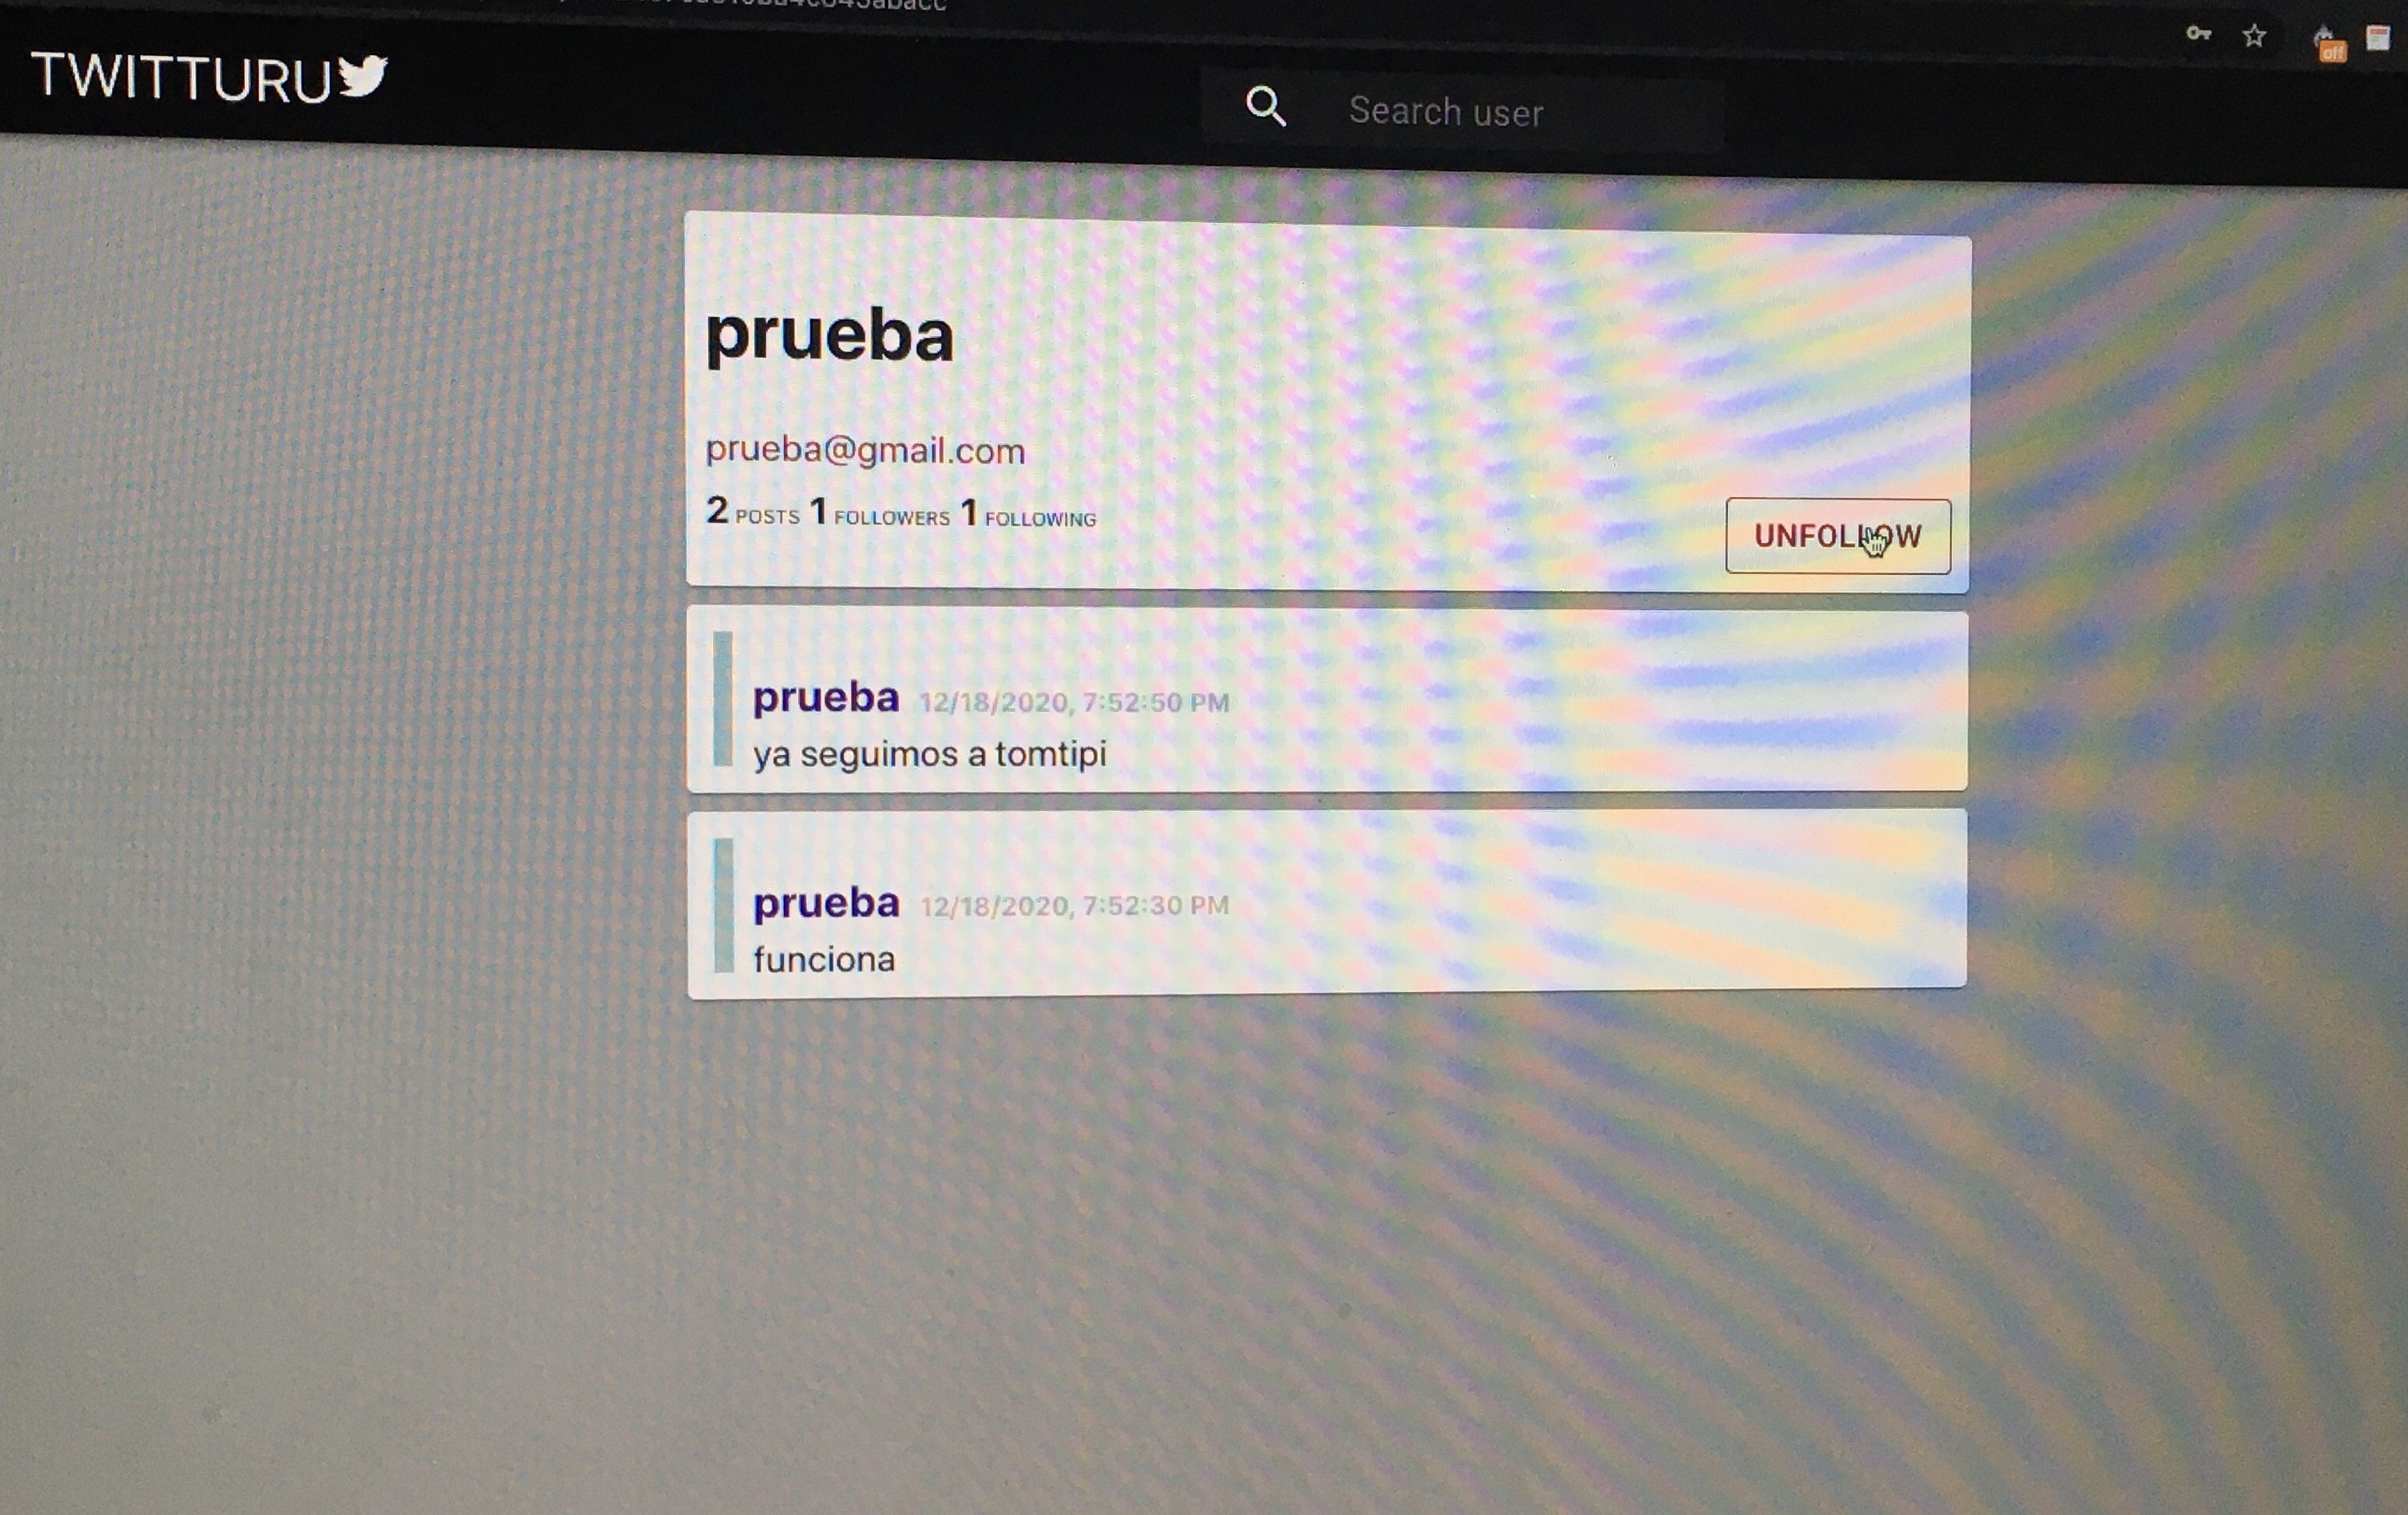 TWITTURU
Search user
off
prueba
prueba@gmail.com
2 POSTS 1 FOLLOWERS 1 FOLLOWING
UNFOLLOW
prueba 12/18/2020, 7:52:50 PM
ya seguimos a tomtipi
prueba 12/18/2020, 7:52:30 PM
funciona